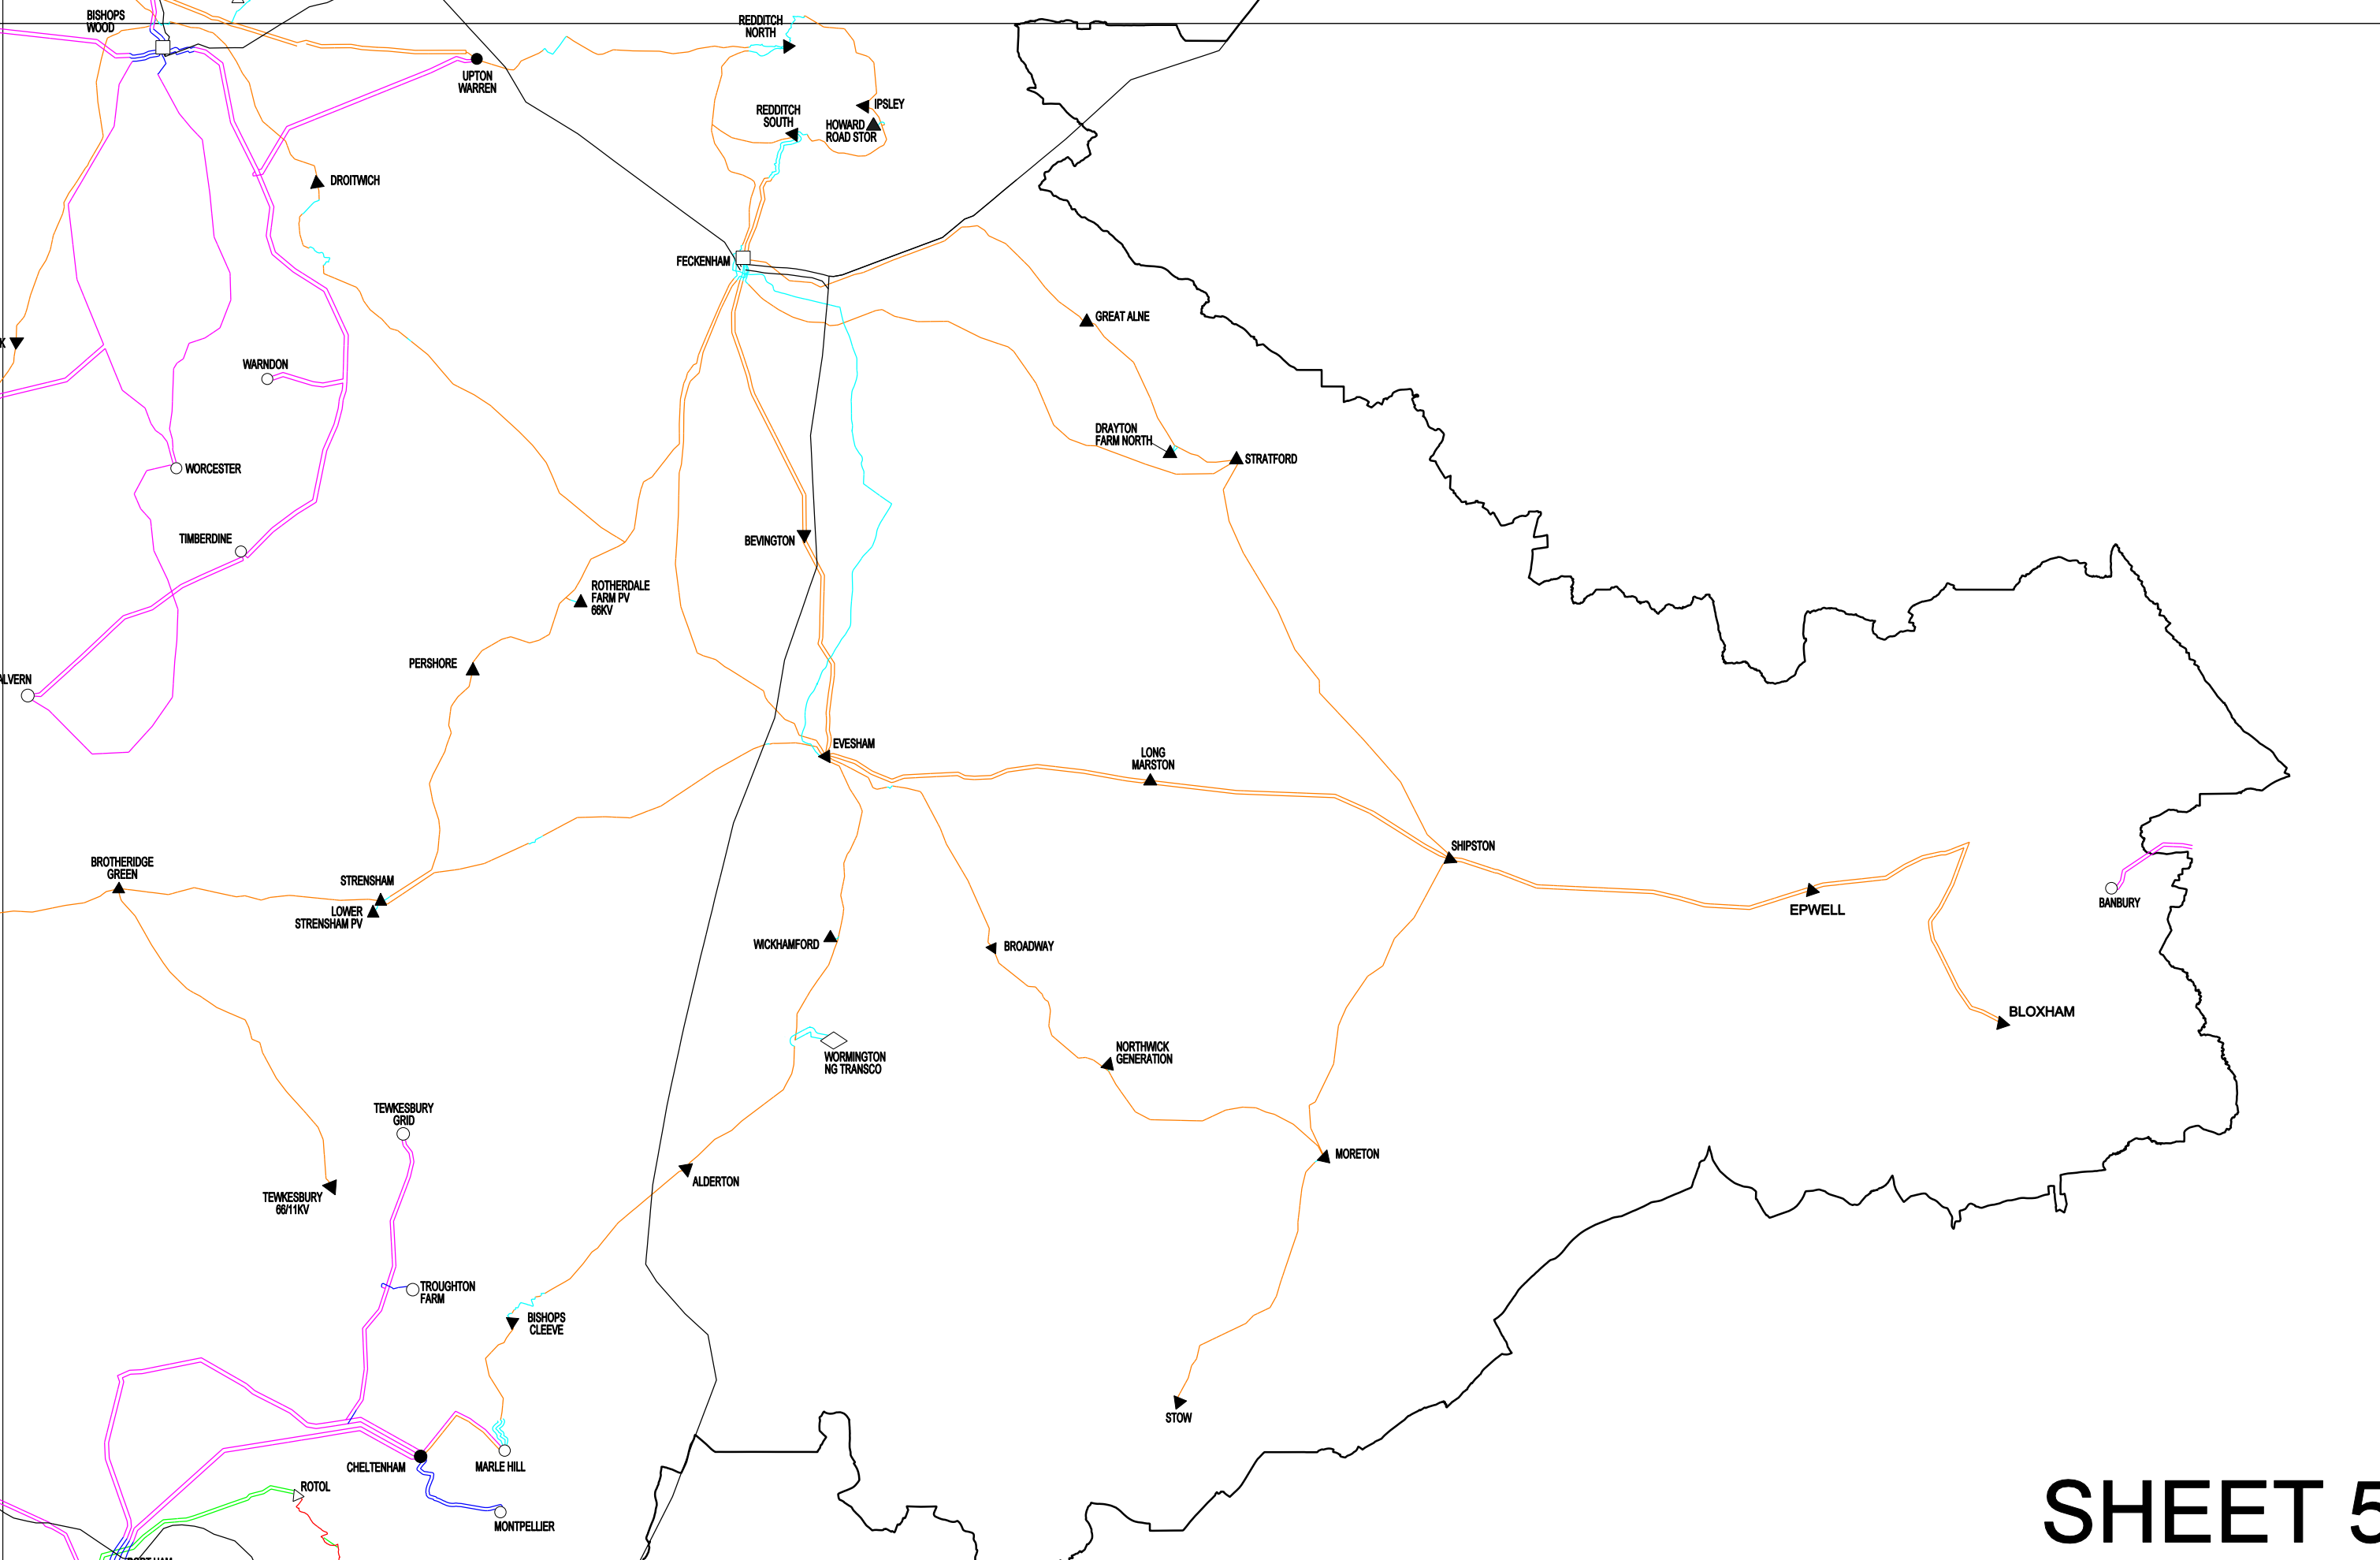 BISHOPS
WOOD
REDDITCH
NORTH
UPTON
WARREN
IPSLEY
REDDITCH
SOUTH
HOWARD
ROAD STOR
DROITWICH
FECKENHAM
GREAT ALNE
WARNDON
DRAYTON
FARM NORTH
STRATFORD
WORCESTER
TIMBERDINE
BEVINGTON
ROTHERDALE
FARM PV
66KV
PERSHORE
ALVERN
EVESHAM
LONG
MARSTON
SHIPSTON
BROTHERIDGE
GREEN
STRENSHAM
LOWER
STRENSHAM PV
EPWELL
BANBURY
WICKHAMFORD
BROADWAY
BLOXHAM
NORTHWICK
GENERATION
WORMINGTON
NG TRANSCO
TEWKESBURY
GRID
MORETON
ALDERTON
TEWKESBURY
66/11KV
TROUGHTON
FARM
BISHOPS
CLEEVE
STOW
CHELTENHAM
MARLE HILL
ROTOL
MONTPELLIER
SHEET 5